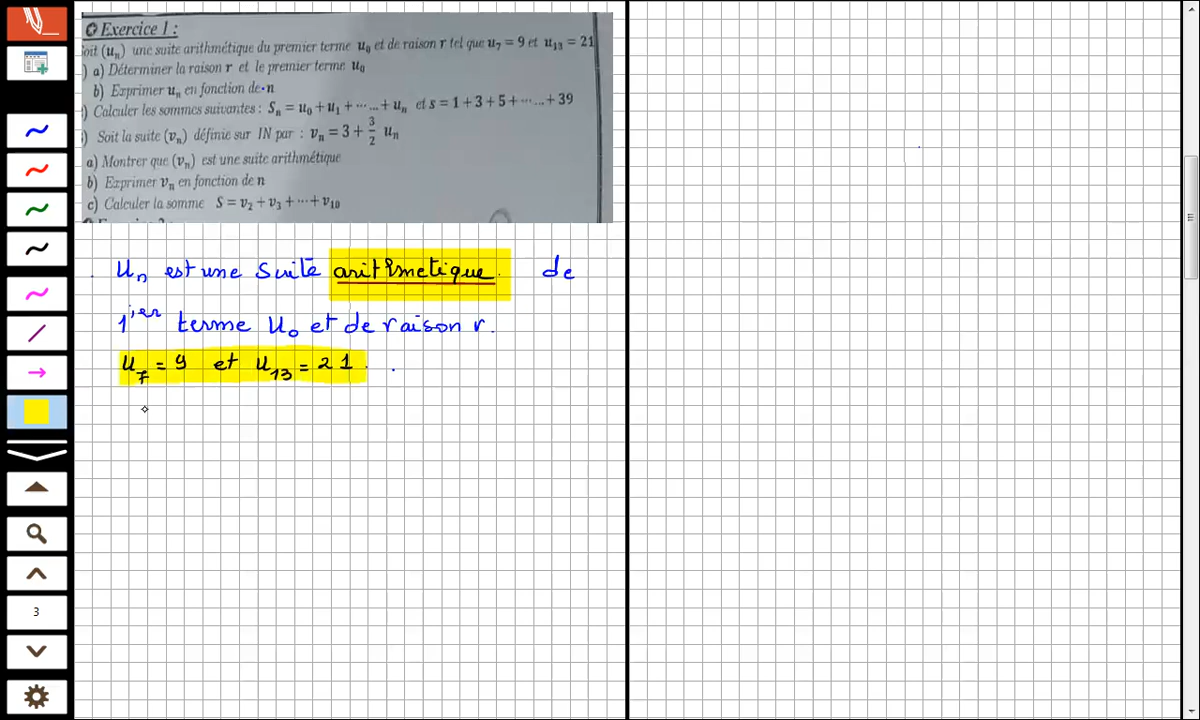 ✪ Exercice 1 :
Soit (uₙ) une suite arithmétique du premier terme u₀ et de raison r tel que u₇ = 9 et u₁₃ = 21
) a) Déterminer la raison r et le premier terme u₀
b) Exprimer uₙ en fonction de n
) Calculer les sommes suivantes : Sₙ = u₀ + u₁ + ⋯…+ uₙ et s = 1 + 3 + 5 + ⋯…+ 39
) Soit la suite (vₙ) définie sur IN par : vₙ = 3 + 3/2 uₙ
a) Montrer que (vₙ) est une suite arithmétique
b) Exprimer vₙ en fonction de n
c) Calculer la somme S = v₂ + v₃ + ⋯ + v₁₀
uₙ est une suite arithmetique. de
1ier terme u₀ et de raison r.
u₇ = 9 et u₁₃ = 21.
3